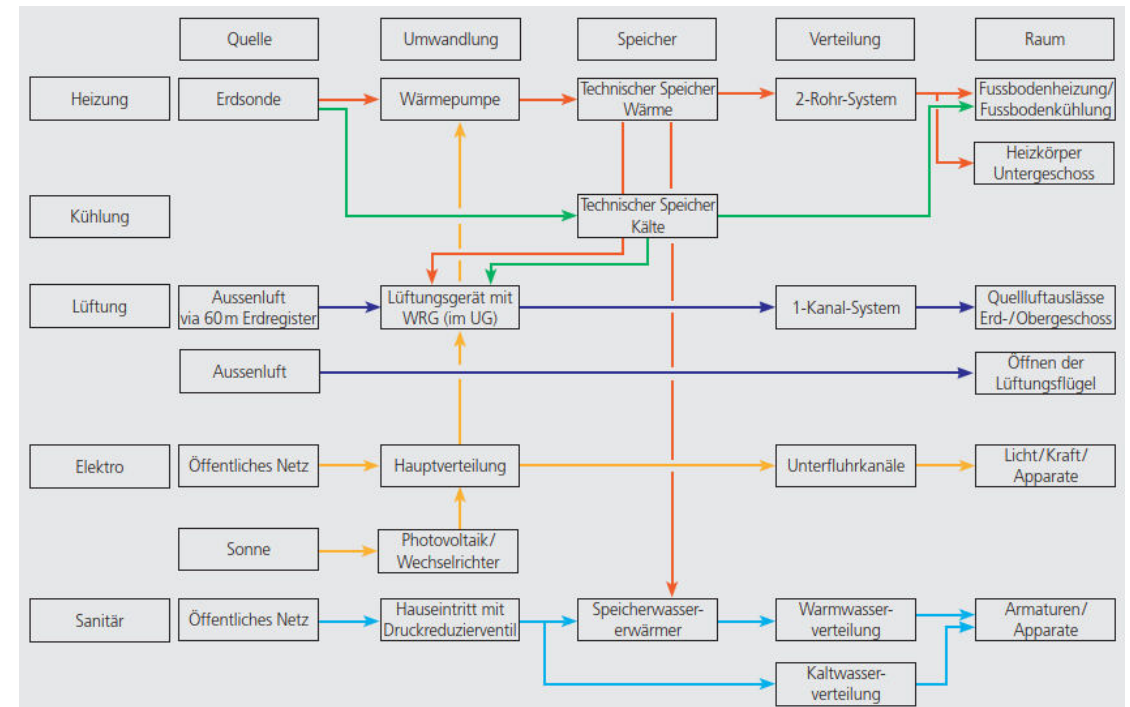 Quelle
Umwandlung
Speicher
Verteilung
Raum
Heizung
Erdsonde
Wärmepumpe
Technischer Speicher
Wärme
2-Rohr-System
Fussbodenheizung/
Fussbodenkühlung
Heizkörper
Untergeschoss
Kühlung
Technischer Speicher
Kälte
Lüftung
Aussenluft
via 60 m Erdregister
Lüftungsgerät mit
WRG (im UG)
1-Kanal-System
Quellluftauslässe
Erd-/Obergeschoss
Aussenluft
Öffnen der
Lüftungsflügel
Elektro
Öffentliches Netz
Hauptverteilung
Unterfluhrkanäle
Licht/Kraft/
Apparate
Sonne
Photovoltaik/
Wechselrichter
Sanitär
Öffentliches Netz
Hauseintritt mit
Druckreduzierventil
Speicherwasser-
erwärmer
Warmwasser-
verteilung
Armaturen/
Apparate
Kaltwasser-
verteilung